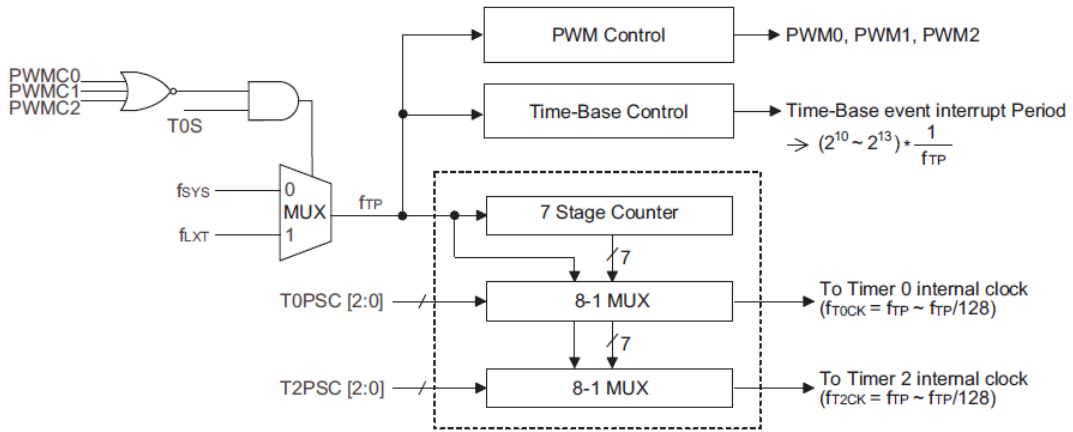 PWM Control
PWM0, PWM1, PWM2
PWMC0
PWMC1
PWMC2
T0S
Time-Base Control
Time-Base event interrupt Period
→ (2¹⁰ ~ 2¹³) * 1/fTP
fSYS
0
MUX
fTP
fLXT
1
7 Stage Counter
7
T0PSC [2:0]
8-1 MUX
To Timer 0 internal clock
(fT0CK = fTP ~ fTP/128)
7
T2PSC [2:0]
8-1 MUX
To Timer 2 internal clock
(fT2CK = fTP ~ fTP/128)